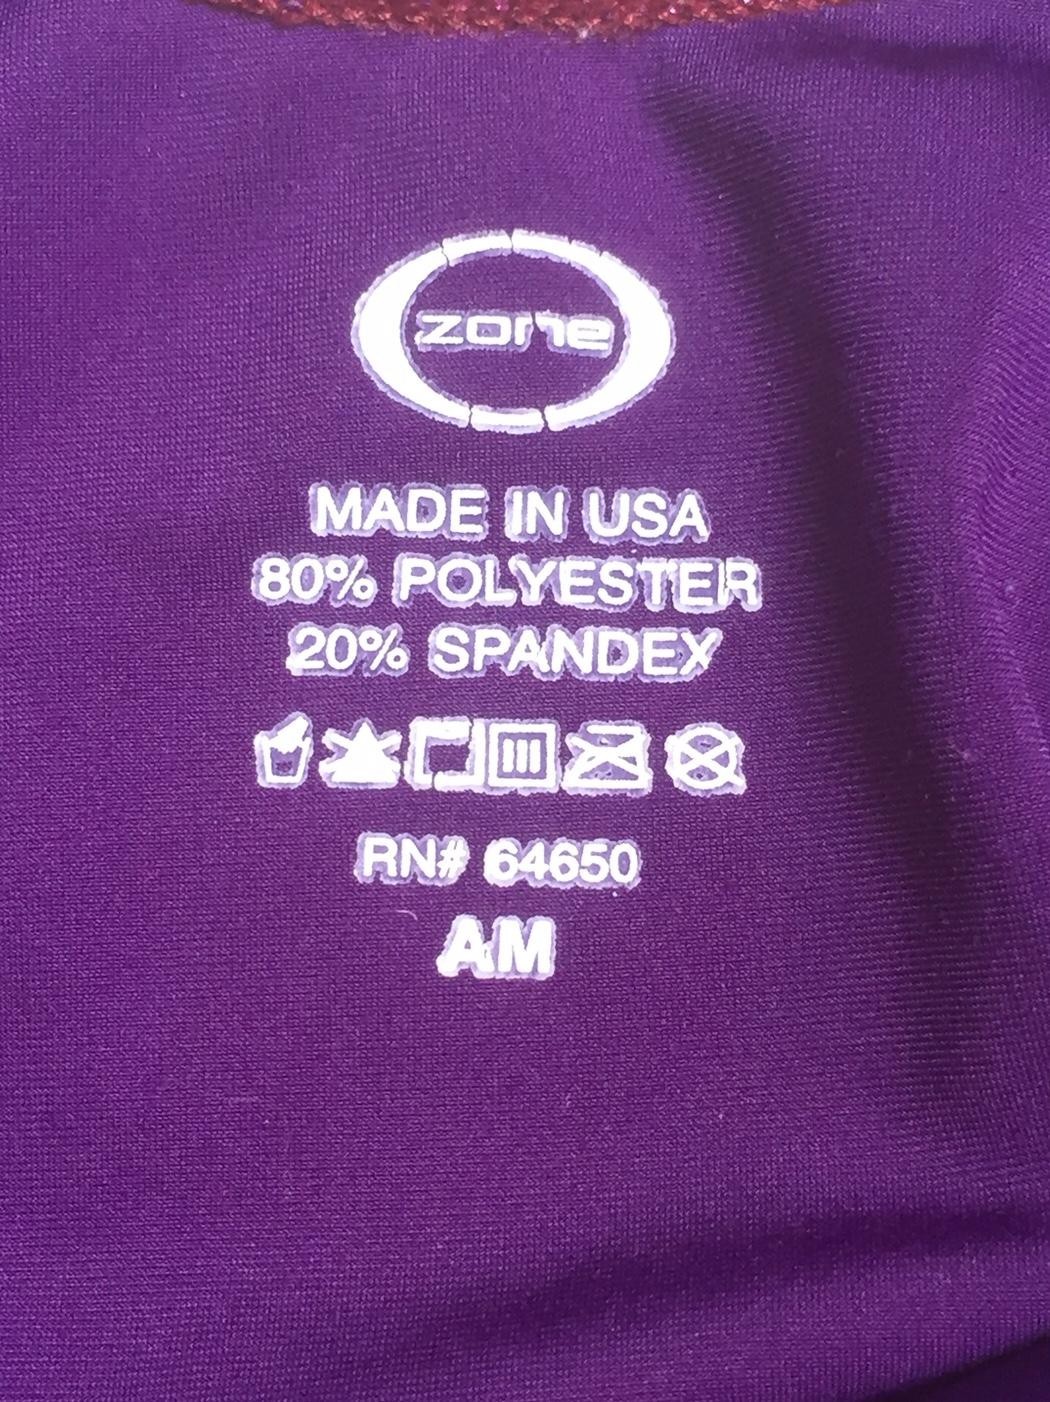 zone
MADE IN USA
80% POLYESTER
20% SPANDEX
RN# 64650
AM